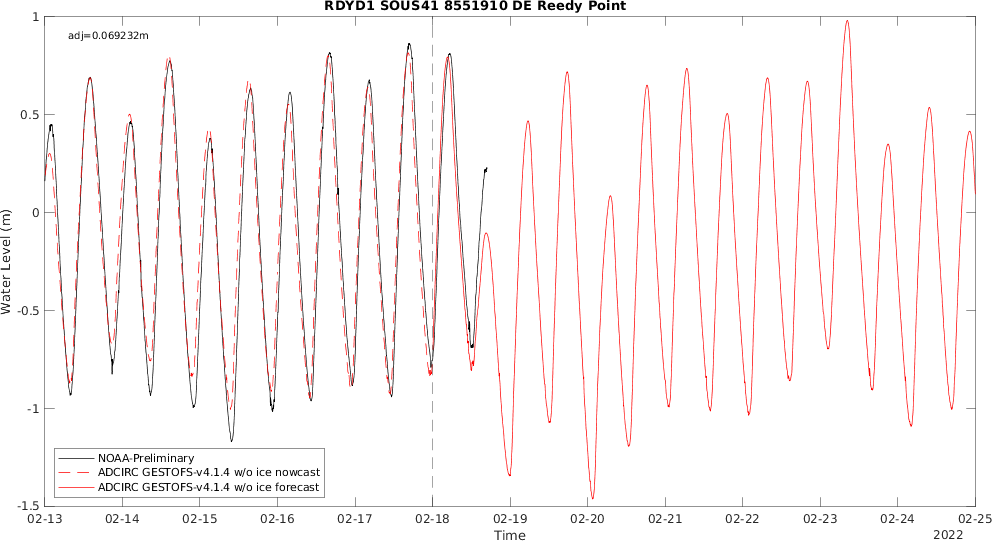 RDYD1 SOUS41 8551910 DE Reedy Point
adj=0.069232m
1
0.5
0
-0.5
-1
-1.5
Water Level (m)
NOAA-Preliminary
ADCIRC GESTOFS-v4.1.4 w/o ice nowcast
ADCIRC GESTOFS-v4.1.4 w/o ice forecast
02-13 02-14 02-15 02-16 02-17 02-18 02-19 02-20 02-21 02-22 02-23 02-24 02-25
Time
2022